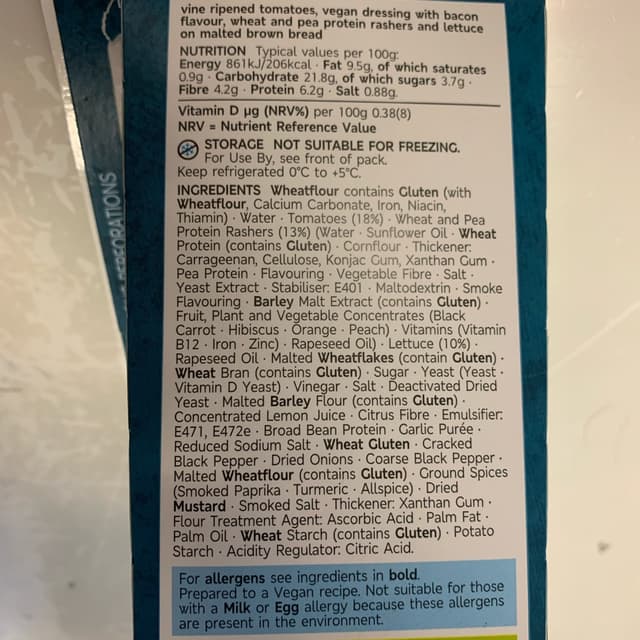 vine ripened tomatoes, vegan dressing with bacon
flavour, wheat and pea protein rashers and lettuce
on malted brown bread
NUTRITION Typical values per 100g:
Energy 861kJ/206kcal · Fat 9.5g, of which saturates
0.9g · Carbohydrate 21.8g, of which sugars 3.7g ·
Fibre 4.2g · Protein 6.2g · Salt 0.88g.
Vitamin D µg (NRV%) per 100g 0.38(8)
NRV = Nutrient Reference Value
STORAGE NOT SUITABLE FOR FREEZING.
For Use By, see front of pack.
Keep refrigerated 0°C to +5°C.
INGREDIENTS Wheatflour contains Gluten (with
Wheatflour, Calcium Carbonate, Iron, Niacin,
Thiamin) · Water · Tomatoes (18%) · Wheat and Pea
Protein Rashers (13%) (Water · Sunflower Oil · Wheat
Protein (contains Gluten) · Cornflour · Thickener:
Carrageenan, Cellulose, Konjac Gum, Xanthan Gum ·
Pea Protein · Flavouring · Vegetable Fibre · Salt ·
Yeast Extract · Stabiliser: E401 · Maltodextrin · Smoke
Flavouring · Barley Malt Extract (contains Gluten) ·
Fruit, Plant and Vegetable Concentrates (Black
Carrot · Hibiscus · Orange · Peach) · Vitamins (Vitamin
B12 · Iron · Zinc) · Rapeseed Oil) · Lettuce (10%) ·
Rapeseed Oil · Malted Wheatflakes (contain Gluten) ·
Wheat Bran (contains Gluten) · Sugar · Yeast (Yeast ·
Vitamin D Yeast) · Vinegar · Salt · Deactivated Dried
Yeast · Malted Barley Flour (contains Gluten) ·
Concentrated Lemon Juice · Citrus Fibre · Emulsifier:
E471, E472e · Broad Bean Protein · Garlic Purée ·
Reduced Sodium Salt · Wheat Gluten · Cracked
Black Pepper · Dried Onions · Coarse Black Pepper ·
Malted Wheatflour (contains Gluten) · Ground Spices
(Smoked Paprika · Turmeric · Allspice) · Dried
Mustard · Smoked Salt · Thickener: Xanthan Gum ·
Flour Treatment Agent: Ascorbic Acid · Palm Fat ·
Palm Oil · Wheat Starch (contains Gluten) · Potato
Starch · Acidity Regulator: Citric Acid.
For allergens see ingredients in bold.
Prepared to a Vegan recipe. Not suitable for those
with a Milk or Egg allergy because these allergens
are present in the environment.